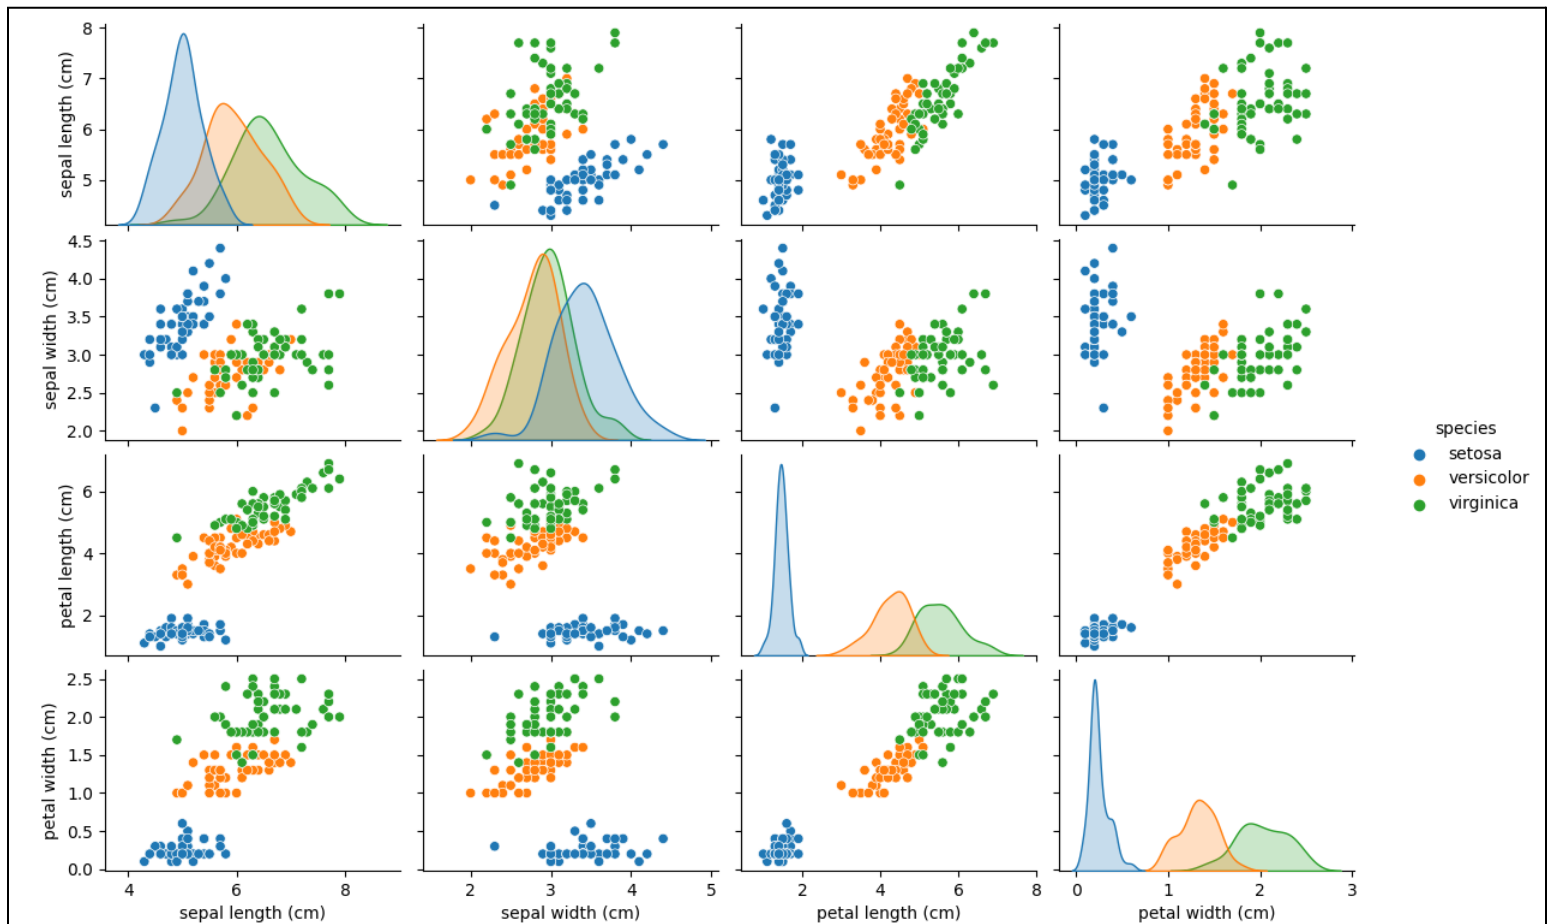 8
7
6
5
sepal length (cm)
4.5
4.0
3.5
3.0
2.5
2.0
sepal width (cm)
6
4
2
petal length (cm)
2.5
2.0
1.5
1.0
0.5
0.0
petal width (cm)
4 6 8
sepal length (cm)
2 3 4 5
sepal width (cm)
2 4 6 8
petal length (cm)
0 1 2 3
petal width (cm)
species
setosa
versicolor
virginica